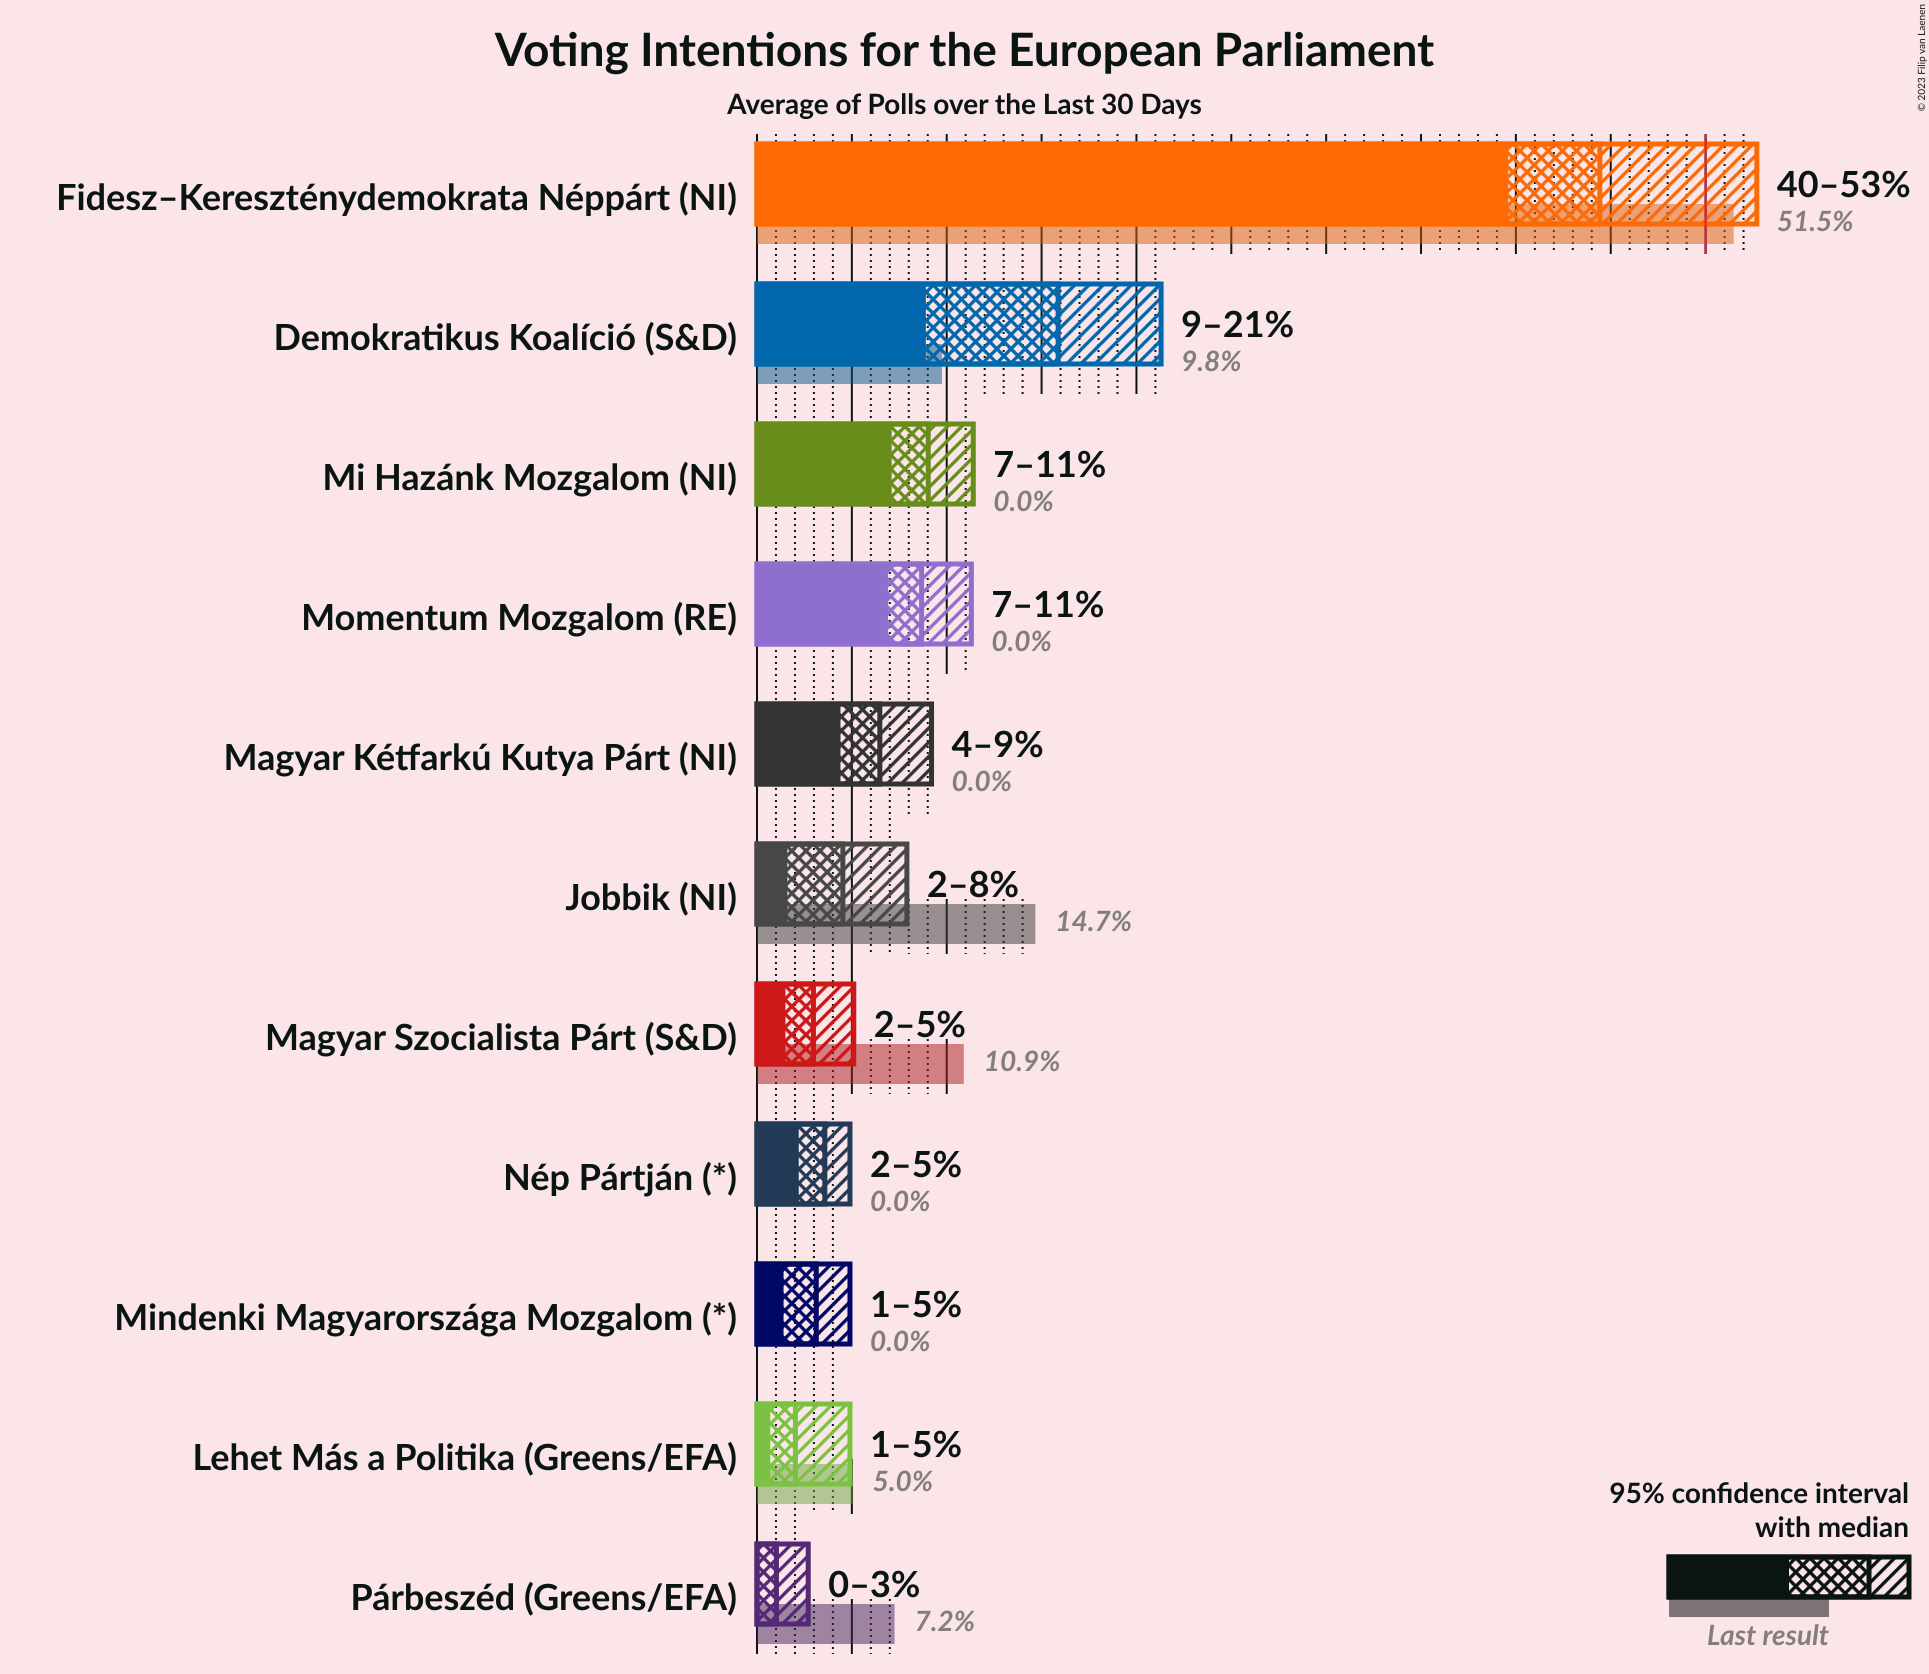 Voting Intentions for the European Parliament
Average of Polls over the Last 30 Days
© 2023 Filip van Laenen
Fidesz–Kereszténydemokrata Néppárt (NI)
40–53%
51.5%
Demokratikus Koalíció (S&D)
9–21%
9.8%
Mi Hazánk Mozgalom (NI)
7–11%
0.0%
Momentum Mozgalom (RE)
7–11%
0.0%
Magyar Kétfarkú Kutya Párt (NI)
4–9%
0.0%
Jobbik (NI)
2–8%
14.7%
Magyar Szocialista Párt (S&D)
2–5%
10.9%
Nép Pártján (*)
2–5%
0.0%
Mindenki Magyarországa Mozgalom (*)
1–5%
0.0%
Lehet Más a Politika (Greens/EFA)
1–5%
5.0%
Párbeszéd (Greens/EFA)
0–3%
7.2%
95% confidence interval
with median
Last result